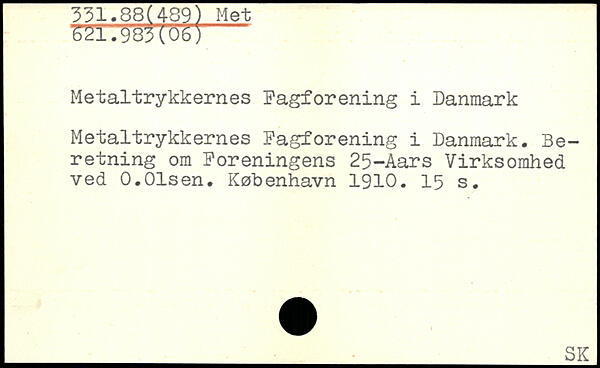 331.88(489) Met
621.983(06)
Metaltrykkernes Fagforening i Danmark
Metaltrykkernes Fagforening i Danmark. Be-
retning om Foreningens 25-Aars Virksomhed
ved O.Olsen. København 1910. 15 s.
SK